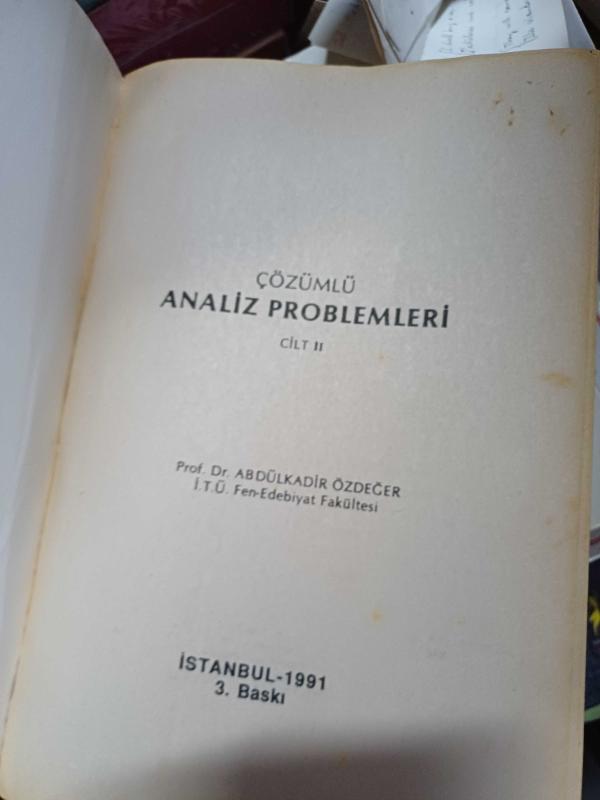 ÇÖZÜMLÜ
ANALİZ PROBLEMLERİ
CİLT II
Prof. Dr. ABDÜLKADİR ÖZDEĞER
İ.T.Ü. Fen-Edebiyat Fakültesi
İSTANBUL-1991
3. Baskı